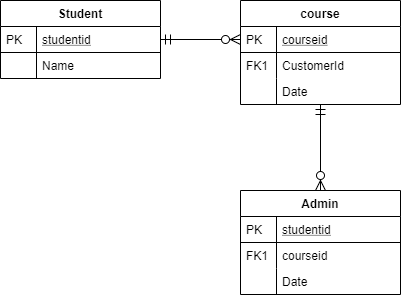 Student
PK studentid
Name
course
PK courseid
FK1 CustomerId
Date
Admin
PK studentid
FK1 courseid
Date